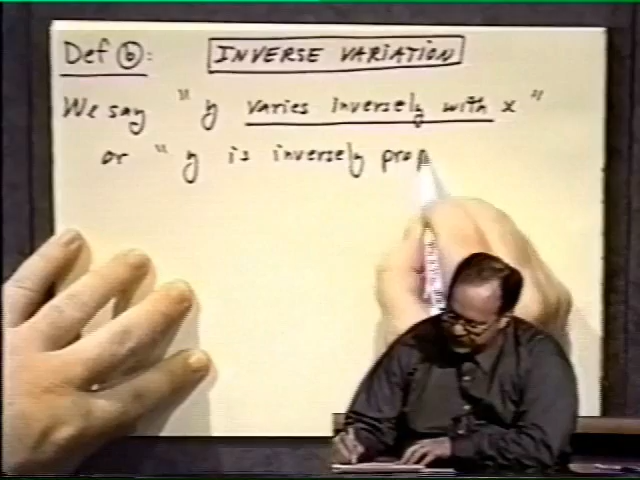 Def ⓑ: INVERSE VARIATION
We say " y varies inversely with x "
or " y is inversely prop